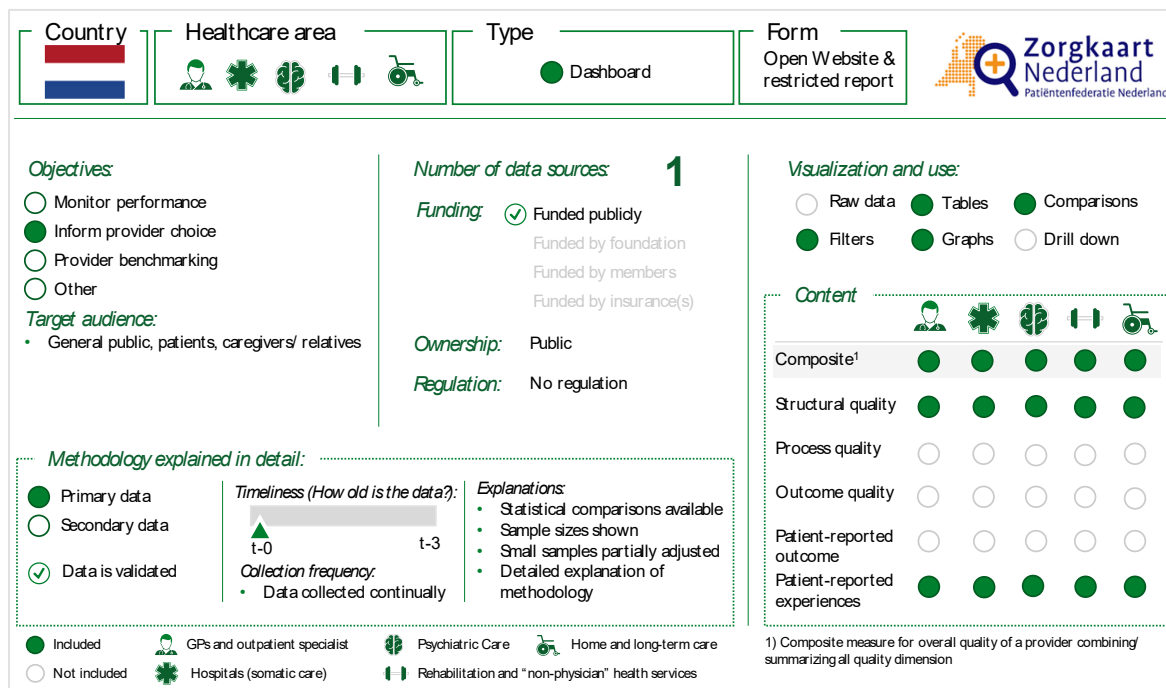 Country
Healthcare area
Type
Dashboard
Form
Open Website &
restricted report
Zorgkaart
Nederland
Patiëntenfederatie Nederland
Objectives:
Monitor performance
Inform provider choice
Provider benchmarking
Other
Target audience:
• General public, patients, caregivers/ relatives
Number of data sources: 1
Funding: Funded publicly
Funded by foundation
Funded by members
Funded by insurance(s)
Ownership: Public
Regulation: No regulation
Visualization and use:
Raw data Tables Comparisons
Filters Graphs Drill down
Content
Composite¹
Structural quality
Process quality
Outcome quality
Patient-reported
outcome
Patient-reported
experiences
Methodology explained in detail:
Primary data
Secondary data
Data is validated
Timeliness (How old is the data?):
t-0 t-3
Collection frequency:
• Data collected continually
Explanations:
• Statistical comparisons available
• Sample sizes shown
• Small samples partially adjusted
• Detailed explanation of
methodology
Included GPs and outpatient specialist Psychiatric Care Home and long-term care
Not included Hospitals (somatic care) Rehabilitation and “non-physician” health services
1) Composite measure for overall quality of a provider combining/
summarizing all quality dimension